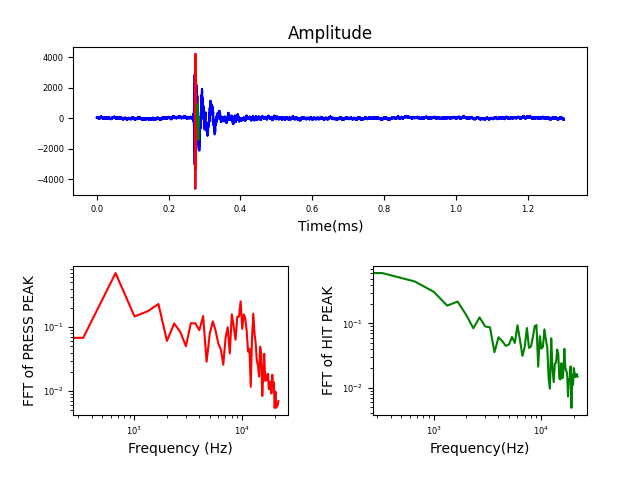 Amplitude
4000
2000
0
−2000
−4000
0.0 0.2 0.4 0.6 0.8 1.0 1.2
Time(ms)
FFT of PRESS PEAK
10⁻¹
10⁻²
10³ 10⁴
Frequency (Hz)
FFT of HIT PEAK
10⁻¹
10⁻²
10³ 10⁴
Frequency(Hz)